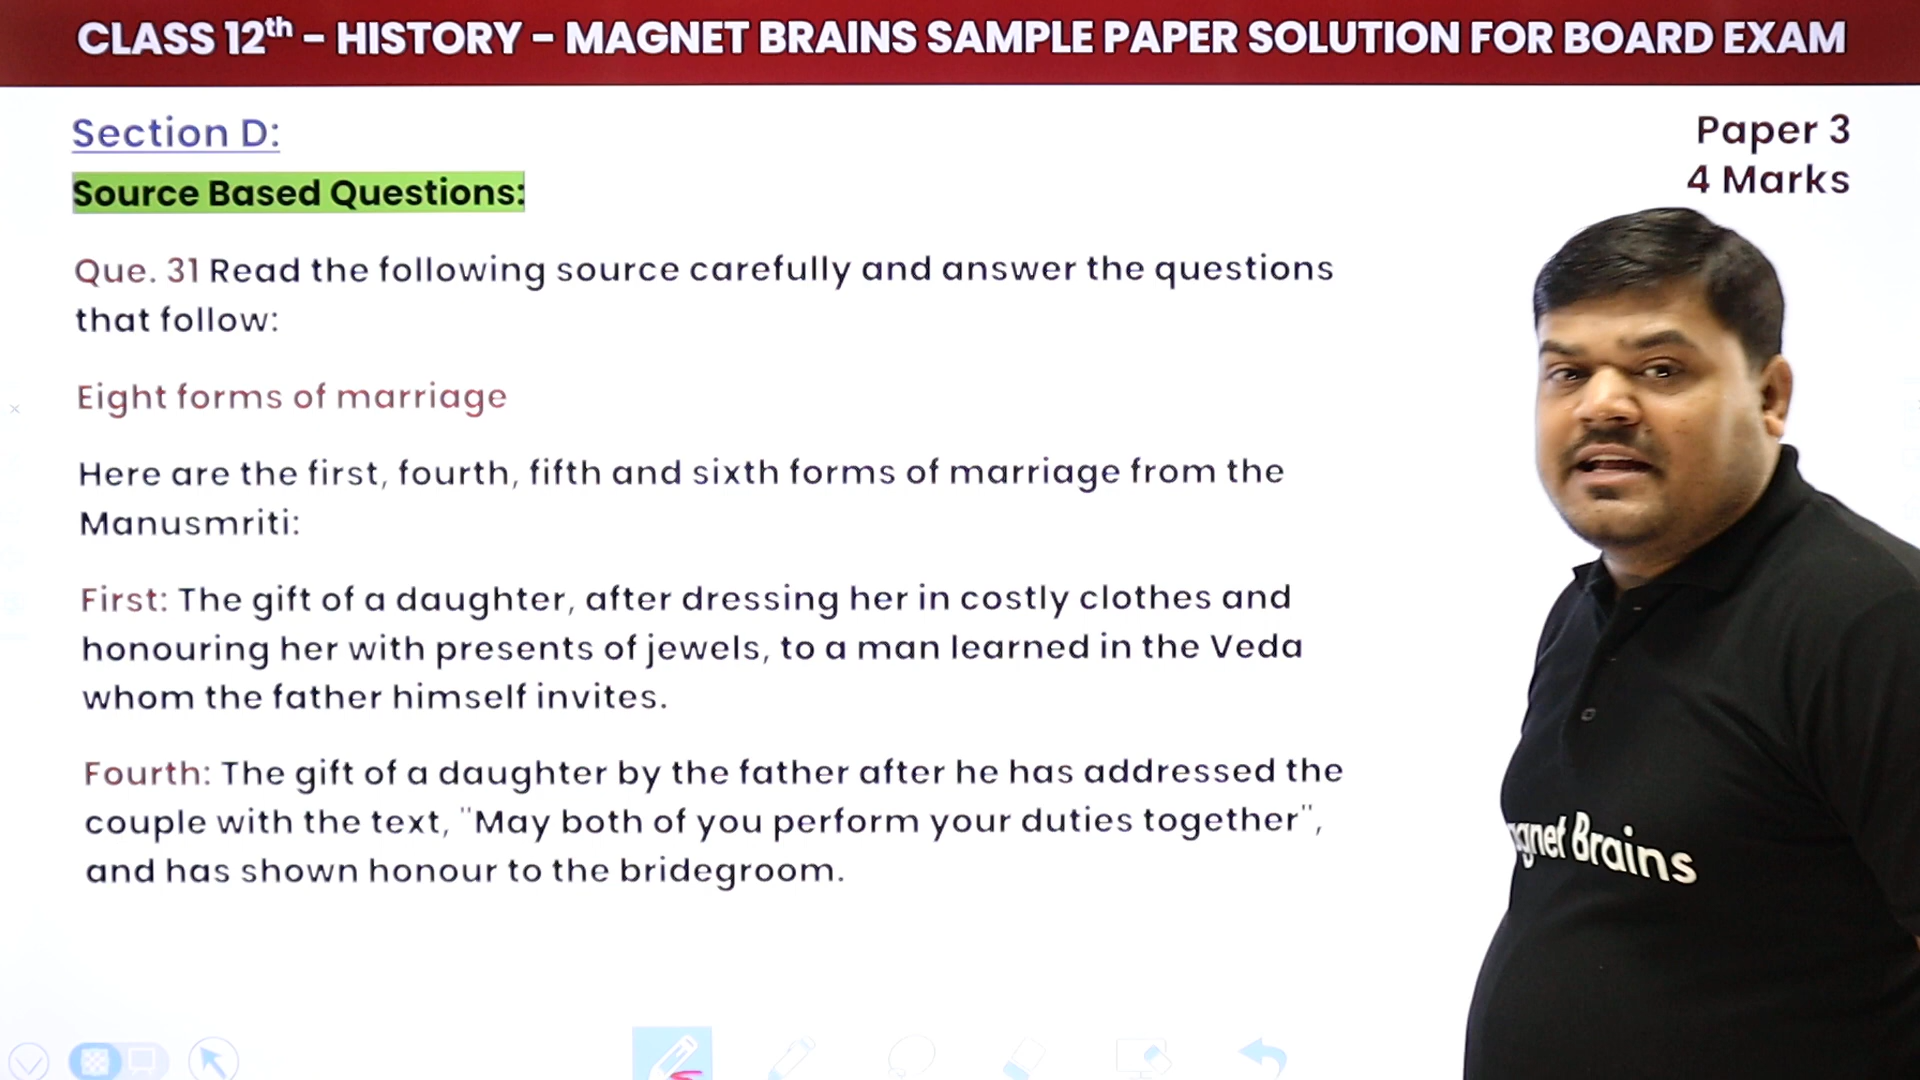 CLASS 12th - HISTORY - MAGNET BRAINS SAMPLE PAPER SOLUTION FOR BOARD EXAM
Section D:
Paper 3
4 Marks
Source Based Questions:
Que. 31 Read the following source carefully and answer the questions
that follow:
Eight forms of marriage
Here are the first, fourth, fifth and sixth forms of marriage from the
Manusmriti:
First: The gift of a daughter, after dressing her in costly clothes and
honouring her with presents of jewels, to a man learned in the Veda
whom the father himself invites.
Fourth: The gift of a daughter by the father after he has addressed the
couple with the text, "May both of you perform your duties together",
and has shown honour to the bridegroom.
gnet Brains